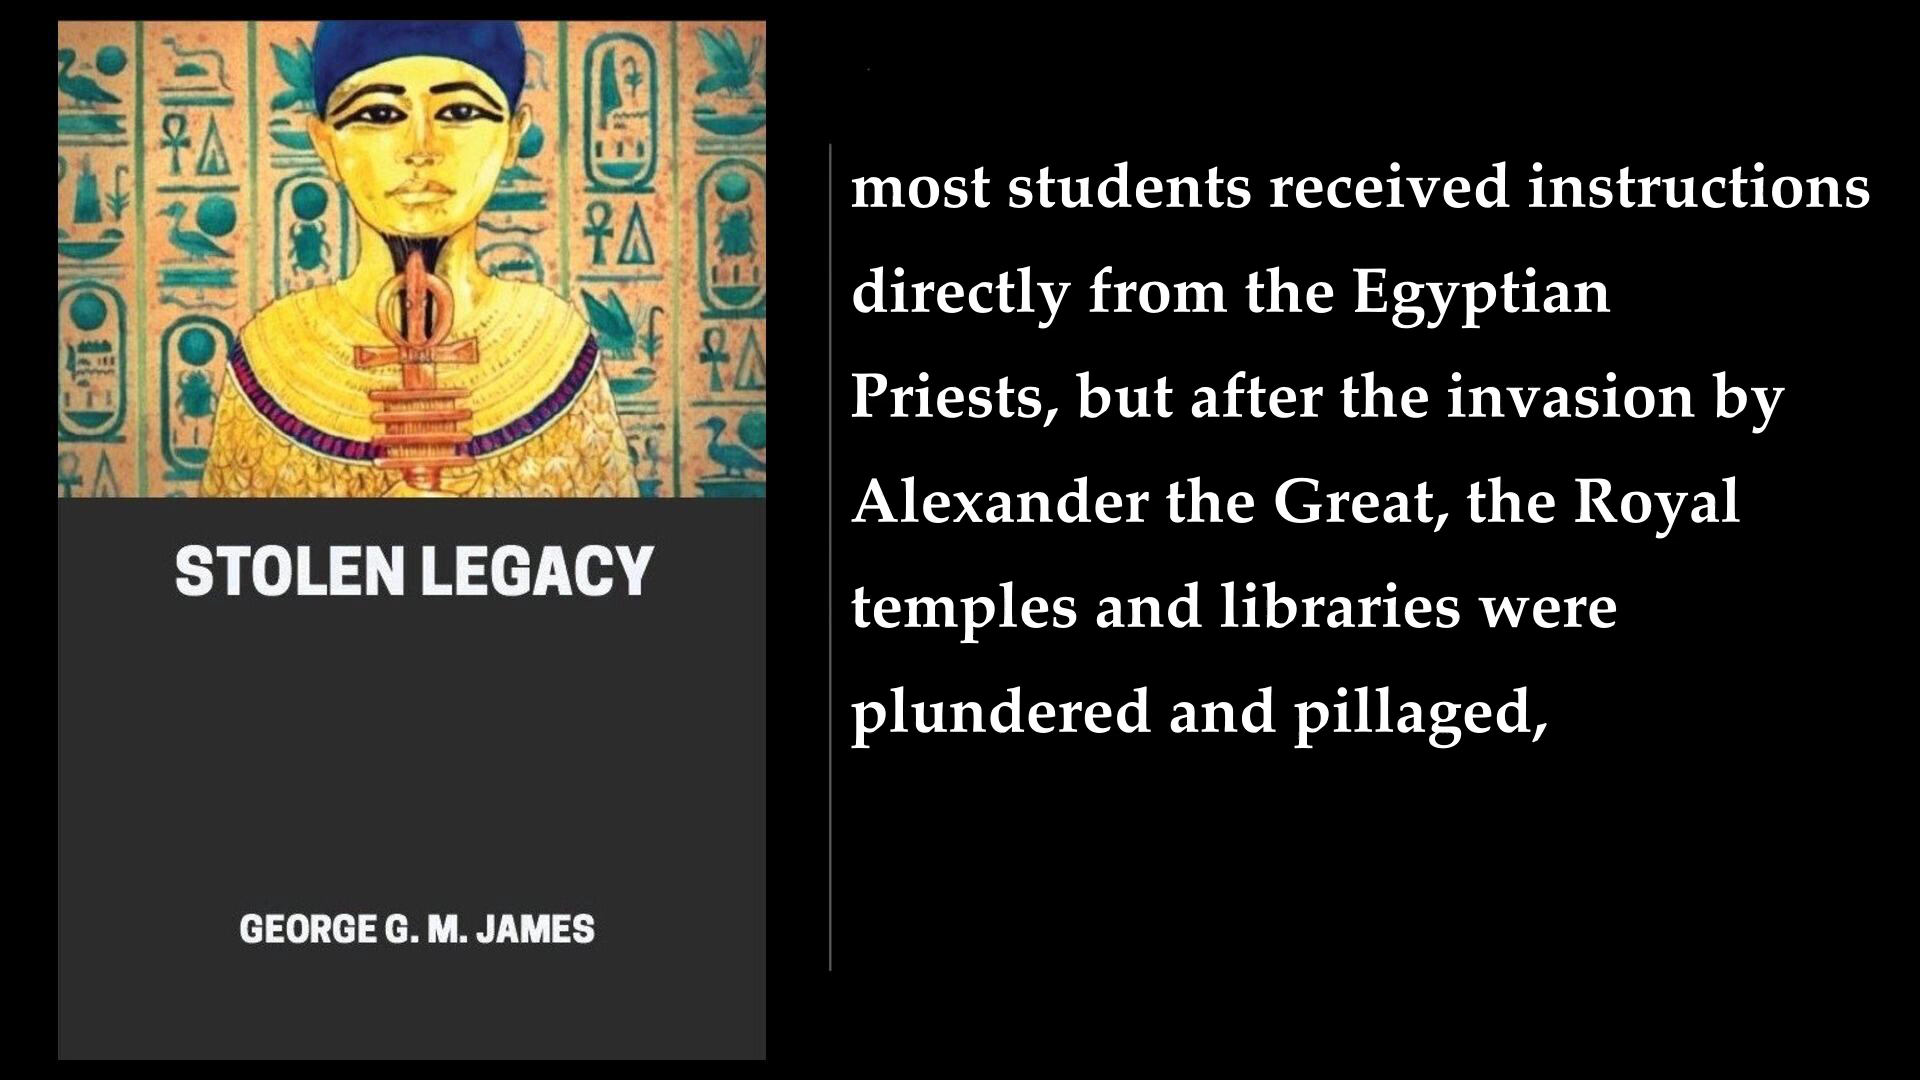 STOLEN LEGACY
GEORGE G. M. JAMES
most students received instructions
directly from the Egyptian
Priests, but after the invasion by
Alexander the Great, the Royal
temples and libraries were
plundered and pillaged,